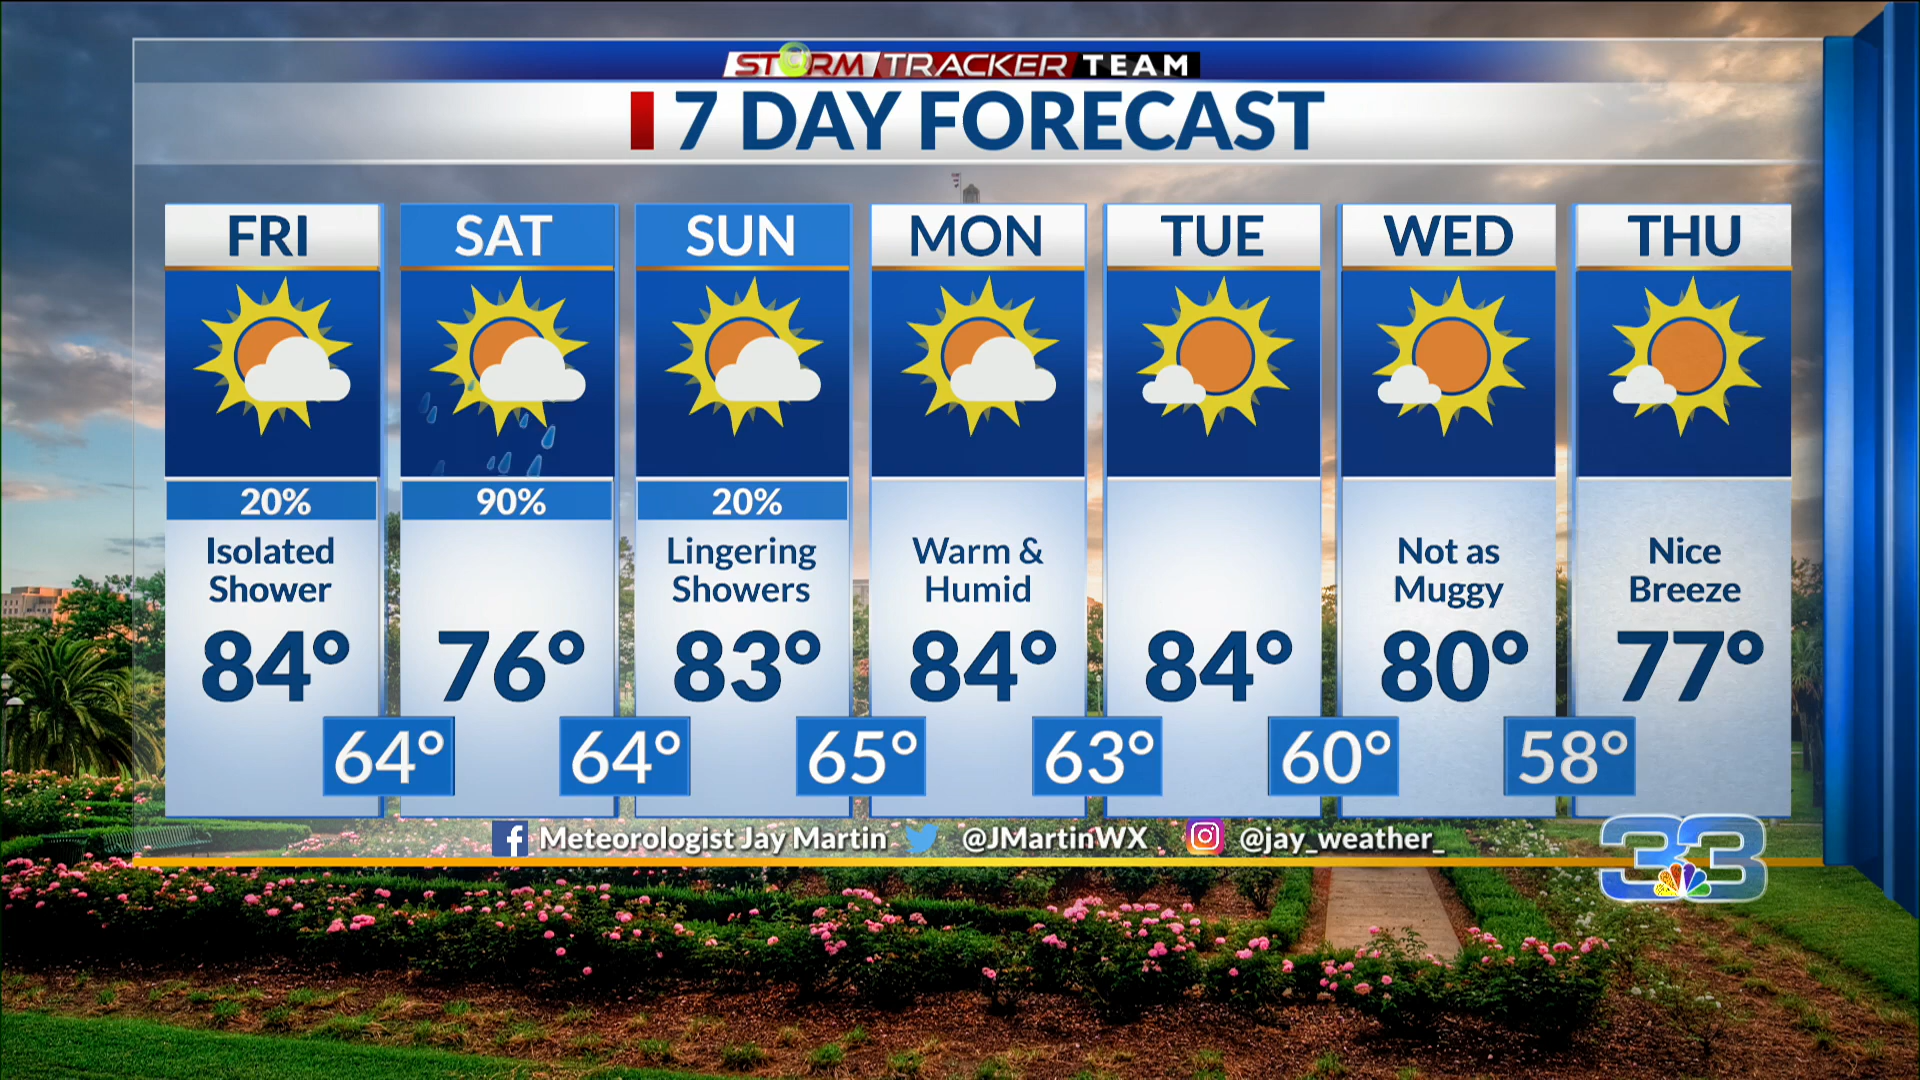 STORM TRACKER TEAM
7 DAY FORECAST
FRI SAT SUN MON TUE WED THU
20% 90% 20%
Isolated
Shower
Lingering
Showers
Warm &
Humid
Not as
Muggy
Nice
Breeze
84° 76° 83° 84° 84° 80° 77°
64° 64° 65° 63° 60° 58°
Meteorologist Jay Martin @JMartinWX @jay_weather_
33